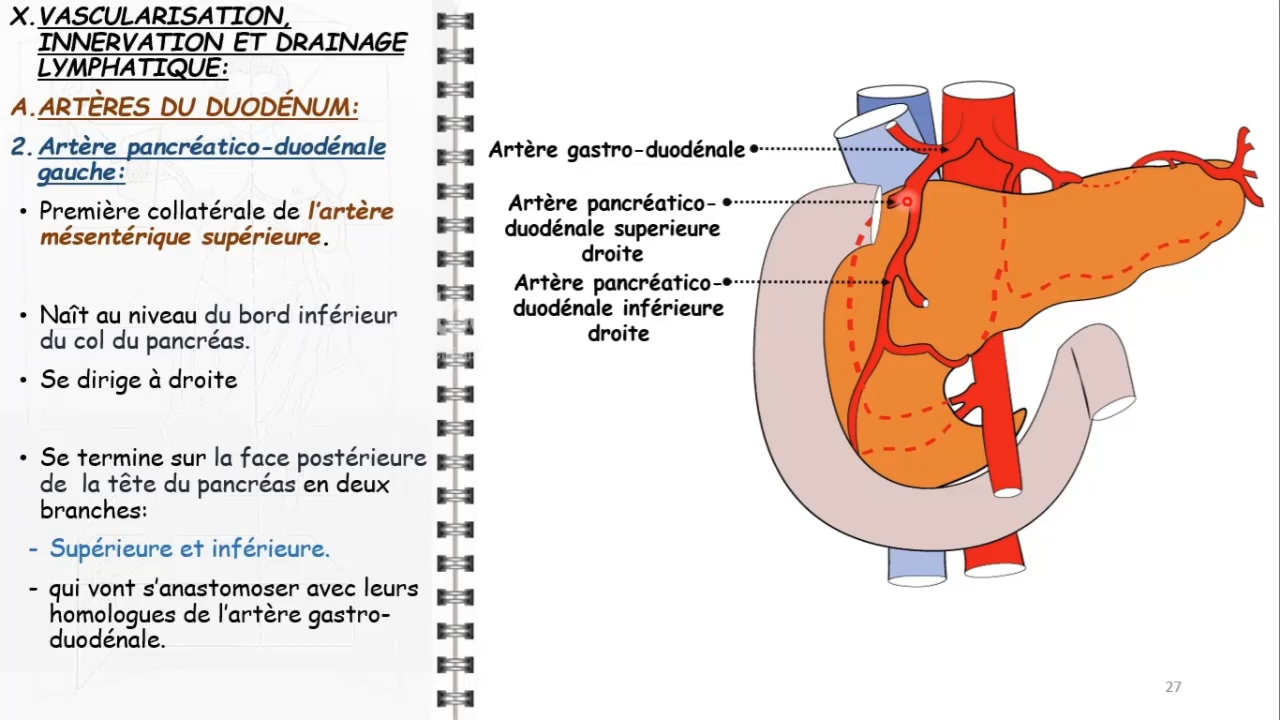 X. VASCULARISATION,
INNERVATION ET DRAINAGE
LYMPHATIQUE:
A. ARTÈRES DU DUODÉNUM:
2. Artère pancréatico-duodénale
gauche:
• Première collatérale de l'artère
mésentérique supérieure.
• Naît au niveau du bord inférieur
du col du pancréas.
• Se dirige à droite
• Se termine sur la face postérieure
de la tête du pancréas en deux
branches:
- Supérieure et inférieure.
- qui vont s'anastomoser avec leurs
homologues de l'artère gastro-
duodénale.
Artère gastro-duodénale
Artère pancréatico-
duodénale superieure
droite
Artère pancréatico-
duodénale inférieure
droite
27